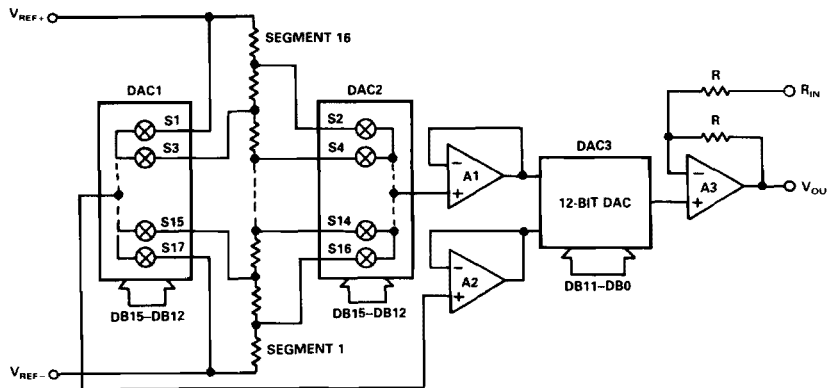 VREF+
SEGMENT 16
DAC1
DAC2
R
RIN
S1
S3
S2
S4
R
DAC3
A1
12-BIT DAC
A3
VOU
S15
S17
S14
S16
A2
DB15–DB12
DB15–DB12
DB11–DB0
SEGMENT 1
VREF−